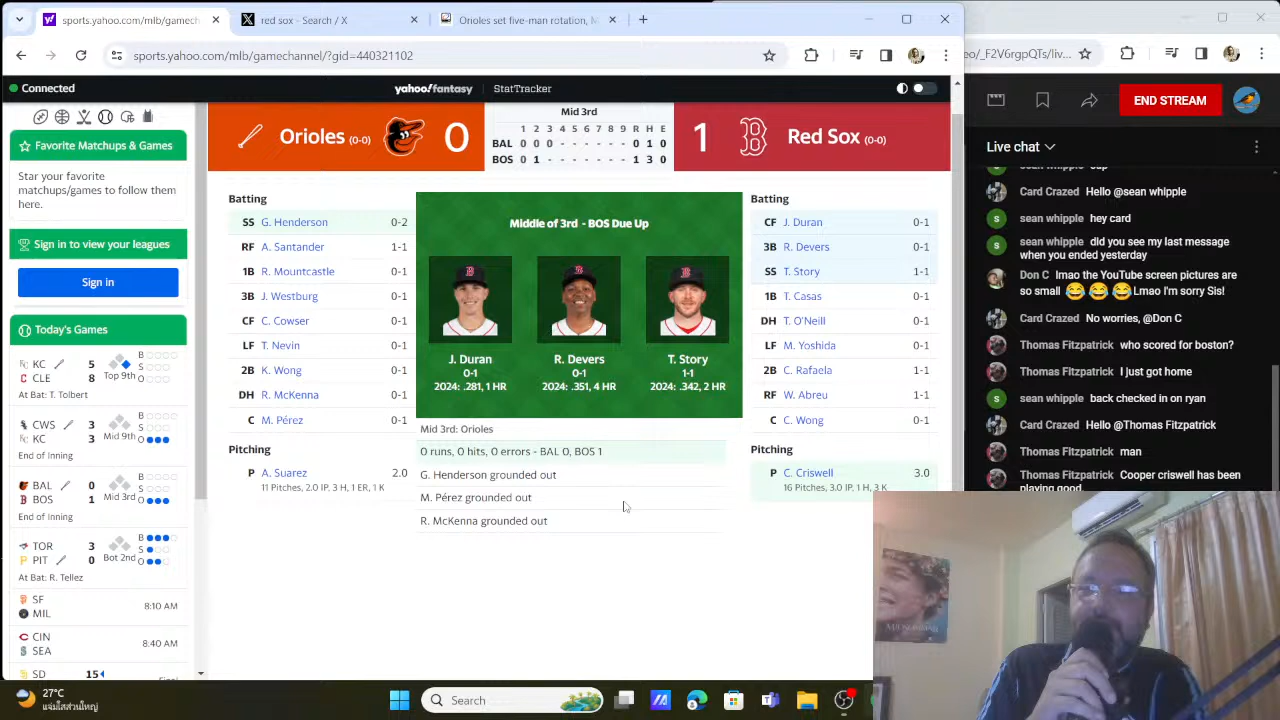 sports.yahoo.com/mlb/gamech
red sox - Search / X
Orioles set five-man rotation, M
sports.yahoo.com/mlb/gamechannel/?gid=440321102
eo/_F2V6rgpQTs/liv...
Connected
yahoo!fantasy
StatTracker
END STREAM
Favorite Matchups & Games
Star your favorite
matchups/games to follow them
here.
Sign in to view your leagues
Sign in
Today's Games
KC 5
CLE 8
B
S
O
Top 9th
At Bat: T. Tolbert
CWS 3
KC 3
B
S
O
Mid 9th
End of Inning
BAL 0
BOS 1
B
S
O
Mid 3rd
End of Inning
TOR 3
PIT 0
B
S
O
Bot 2nd
At Bat: R. Tellez
SF
MIL
8:10 AM
CIN
SEA
8:40 AM
SD 15
Orioles (0-0)
0
Mid 3rd
1 2 3 4 5 6 7 8 9 R H E
BAL 0 0 0 - - - - - - 0 1 0
BOS 0 1 - - - - - - - 1 3 0
1
Red Sox (0-0)
Batting
SS G. Henderson 0-2
RF A. Santander 1-1
1B R. Mountcastle 0-1
3B J. Westburg 0-1
CF C. Cowser 0-1
LF T. Nevin 0-1
2B K. Wong 0-1
DH R. McKenna 0-1
C M. Pérez 0-1
Pitching
P A. Suarez 2.0
11 Pitches, 2.0 IP, 3 H, 1 ER, 1 K
Middle of 3rd - BOS Due Up
J. Duran
0-1
2024: .281, 1 HR
R. Devers
0-1
2024: .351, 4 HR
T. Story
1-1
2024: .342, 2 HR
Mid 3rd: Orioles
0 runs, 0 hits, 0 errors - BAL 0, BOS 1
G. Henderson grounded out
M. Pérez grounded out
R. McKenna grounded out
Batting
CF J. Duran 0-1
3B R. Devers 0-1
SS T. Story 1-1
1B T. Casas 0-1
DH T. O'Neill 0-1
LF M. Yoshida 0-1
2B C. Rafaela 1-1
RF W. Abreu 1-1
C C. Wong 0-1
Pitching
P C. Criswell 3.0
16 Pitches, 3.0 IP, 1 H, 3 K
Live chat
Card Crazed Hello @sean whipple
sean whipple hey card
sean whipple did you see my last message
when you ended yesterday
Don C lmao the YouTube screen pictures are
so small 😂😂😂Lmao I'm sorry Sis!
Card Crazed No worries, @Don C
Thomas Fitzpatrick who scored for boston?
Thomas Fitzpatrick I just got home
sean whipple back checked in on ryan
Card Crazed Hello @Thomas Fitzpatrick
Thomas Fitzpatrick man
Thomas Fitzpatrick Cooper criswell has been
playing good
MIDSOMMAR
27°C
Search